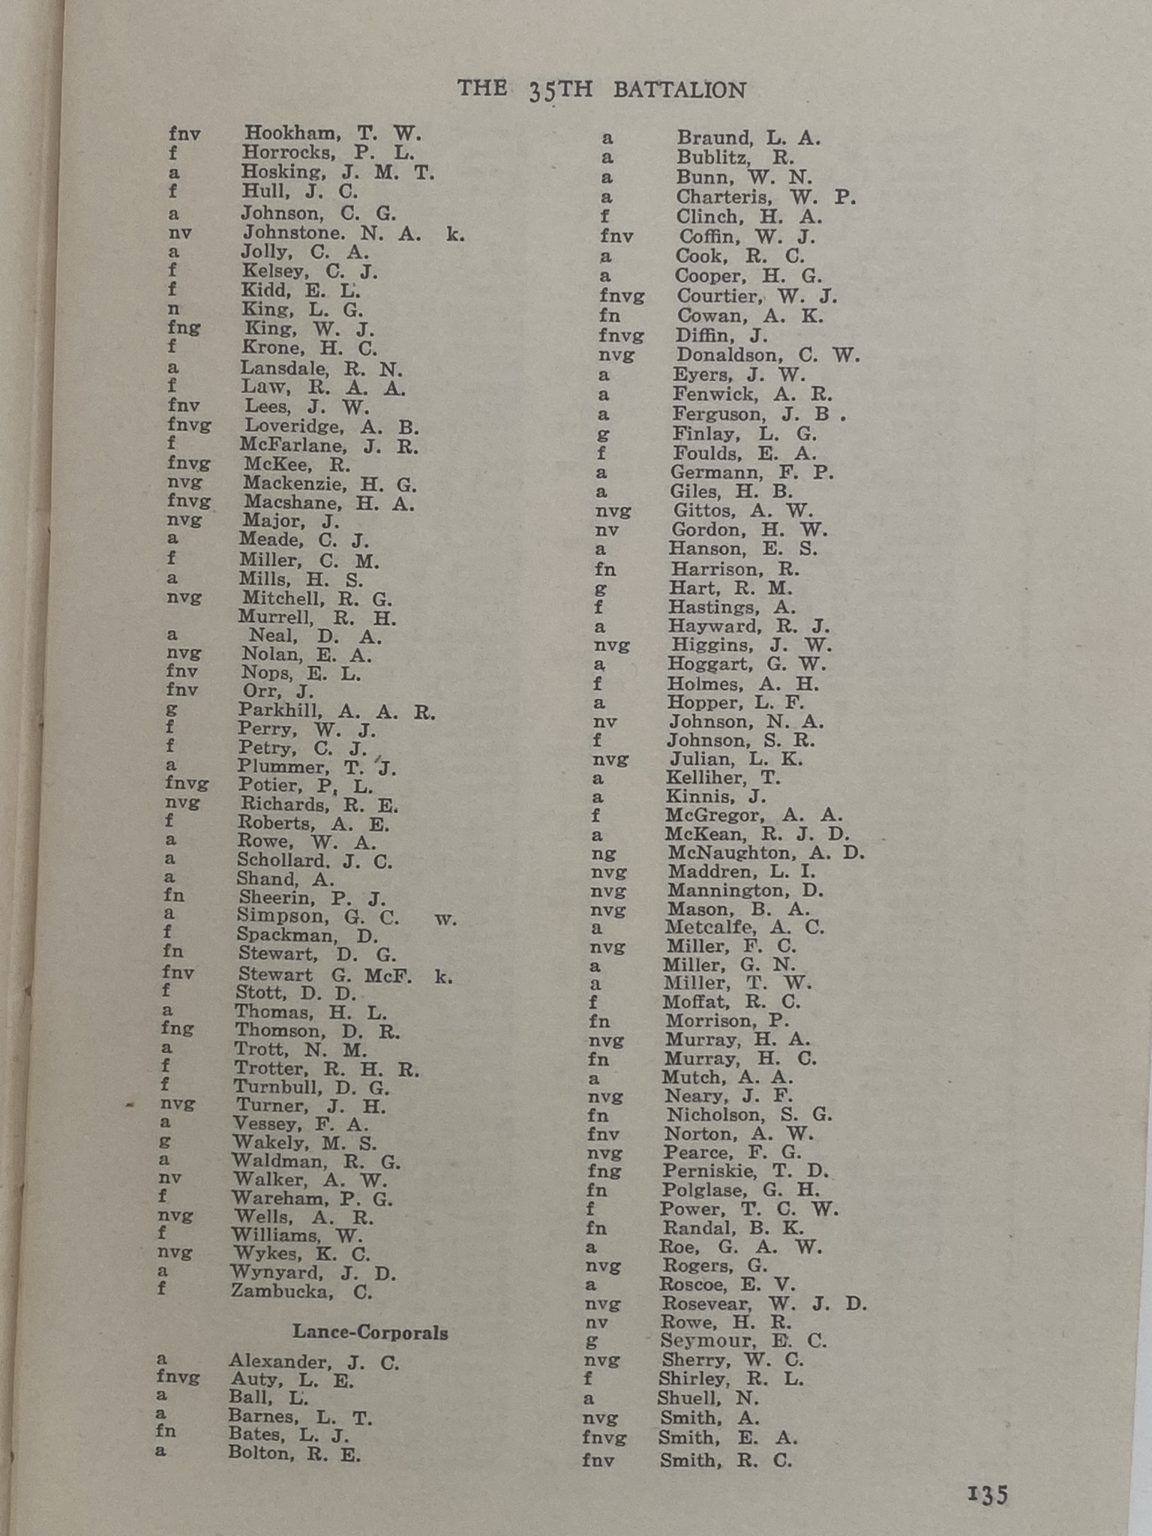 THE 35TH BATTALION
fnv Hookham, T. W.
f Horrocks, P. L.
a Hosking, J. M. T.
f Hull, J. C.
a Johnson, C. G.
nv Johnstone. N. A. k.
a Jolly, C. A.
f Kelsey, C. J.
f Kidd, E. L.
n King, L. G.
fng King, W. J.
f Krone, H. C.
a Lansdale, R. N.
f Law, R. A. A.
fnv Lees, J. W.
fnvg Loveridge, A. B.
f McFarlane, J. R.
fnvg McKee, R.
nvg Mackenzie, H. G.
fnvg Macshane, H. A.
nvg Major, J.
a Meade, C. J.
f Miller, C. M.
a Mills, H. S.
nvg Mitchell, R. G.
Murrell, R. H.
a Neal, D. A.
nvg Nolan, E. A.
fnv Nops, E. L.
fnv Orr, J.
g Parkhill, A. A. R.
f Perry, W. J.
f Petry, C. J.
a Plummer, T. J.
fnvg Potier, P, L.
nvg Richards, R. E.
f Roberts, A. E.
a Rowe, W. A.
a Schollard. J. C.
a Shand, A.
fn Sheerin, P. J.
a Simpson, G. C. w.
f Spackman, D.
fn Stewart, D. G.
fnv Stewart G. McF. k.
f Stott, D. D.
a Thomas, H. L.
fng Thomson, D. R.
a Trott, N. M.
f Trotter, R. H. R.
f Turnbull, D. G.
nvg Turner, J. H.
a Vessey, F. A.
g Wakely, M. S.
a Waldman, R. G.
nv Walker, A. W.
f Wareham, P. G.
nvg Wells, A. R.
f Williams, W.
nvg Wykes, K. C.
a Wynyard, J. D.
f Zambucka, C.
Lance-Corporals
a Alexander, J. C.
fnvg Auty, L. E.
a Ball, L.
a Barnes, L. T.
fn Bates, L. J.
a Bolton, R. E.
a Braund, L. A.
a Bublitz, R.
a Bunn, W. N.
a Charteris, W. P.
f Clinch, H. A.
fnv Coffin, W. J.
a Cook, R. C.
a Cooper, H. G.
fnvg Courtier, W. J.
fn Cowan, A. K.
fnvg Diffin, J.
nvg Donaldson, C. W.
a Eyers, J. W.
a Fenwick, A. R.
a Ferguson, J. B .
g Finlay, L. G.
f Foulds, E. A.
a Germann, F. P.
a Giles, H. B.
nvg Gittos, A. W.
nv Gordon, H. W.
a Hanson, E. S.
fn Harrison, R.
g Hart, R. M.
f Hastings, A.
a Hayward, R. J.
nvg Higgins, J. W.
a Hoggart, G. W.
f Holmes, A. H.
a Hopper, L. F.
nv Johnson, N. A.
f Johnson, S. R.
nvg Julian, L. K.
a Kelliher, T.
a Kinnis, J.
f McGregor, A. A.
a McKean, R. J. D.
ng McNaughton, A. D.
nvg Maddren, L. I.
nvg Mannington, D.
nvg Mason, B. A.
a Metcalfe, A. C.
nvg Miller, F. C.
a Miller, G. N.
a Miller, T. W.
f Moffat, R. C.
fn Morrison, P.
nvg Murray, H. A.
fn Murray, H. C.
a Mutch, A. A.
nvg Neary, J. F.
fn Nicholson, S. G.
fnv Norton, A. W.
nvg Pearce, F. G.
fng Perniskie, T. D.
fn Polglase, G. H.
f Power, T. C. W.
fn Randal, B. K.
a Roe, G. A. W.
nvg Rogers, G.
a Roscoe, E. V.
nvg Rosevear, W. J. D.
nv Rowe, H. R.
g Seymour, E. C.
nvg Sherry, W. C.
f Shirley, R. L.
a Shuell, N.
nvg Smith, A.
fnvg Smith, E. A.
fnv Smith, R. C.
135